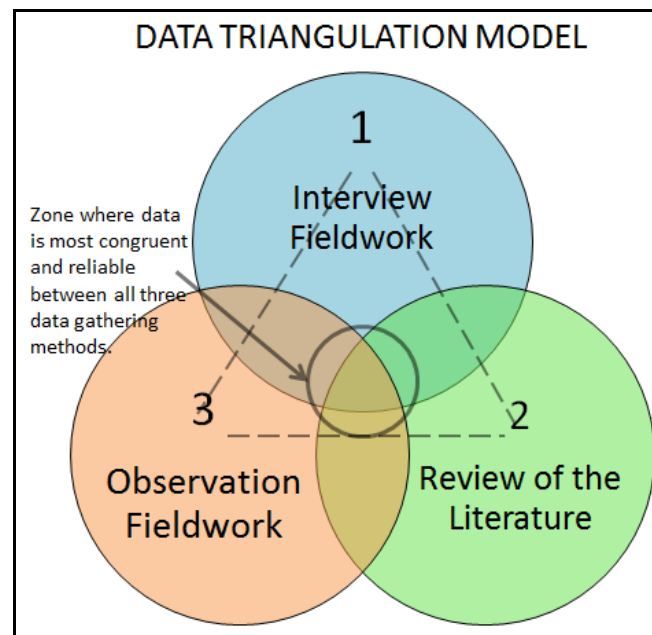 DATA TRIANGULATION MODEL
1
Interview
Fieldwork
Zone where data
is most congruent
and reliable
between all three
data gathering
methods.
3
Observation
Fieldwork
2
Review of the
Literature